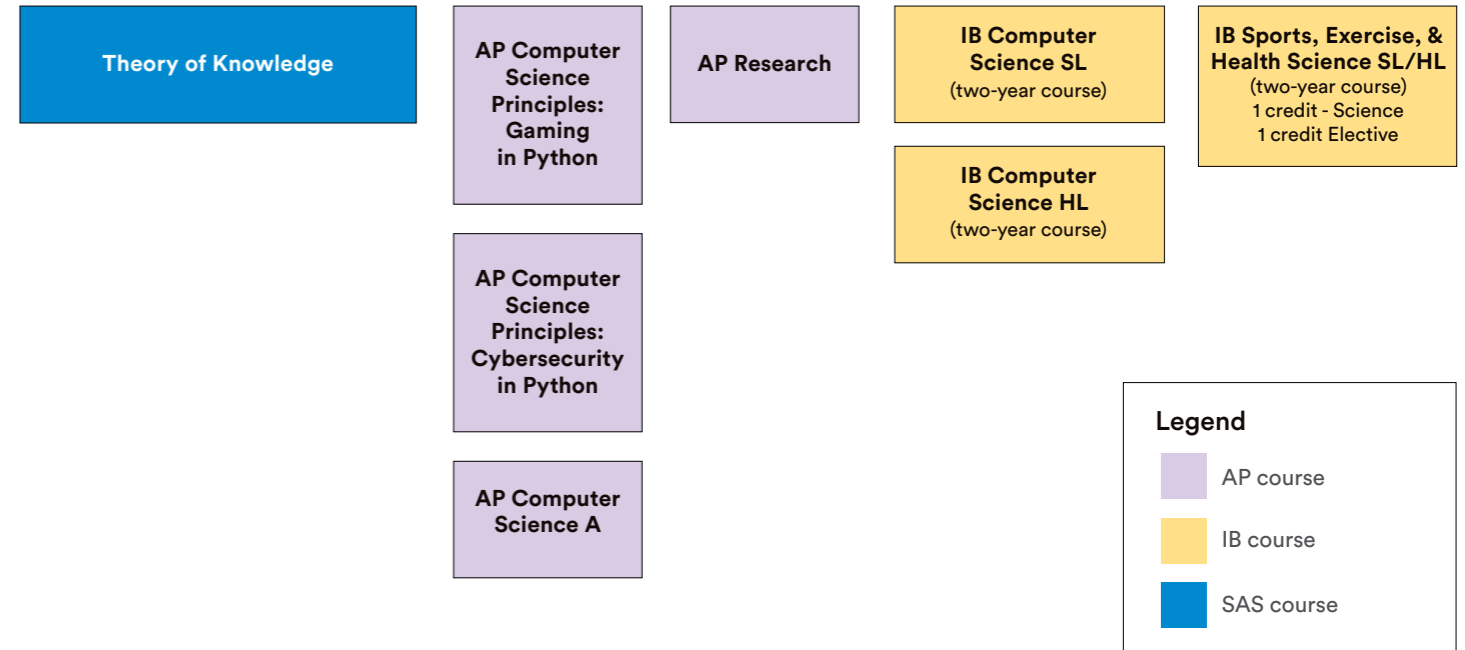 Theory of Knowledge
AP Computer
Science
Principles:
Gaming
in Python
AP Computer
Science
Principles:
Cybersecurity
in Python
AP Computer
Science A
AP Research
IB Computer
Science SL
(two-year course)
IB Computer
Science HL
(two-year course)
IB Sports, Exercise, &
Health Science SL/HL
(two-year course)
1 credit - Science
1 credit Elective
Legend
AP course
IB course
SAS course